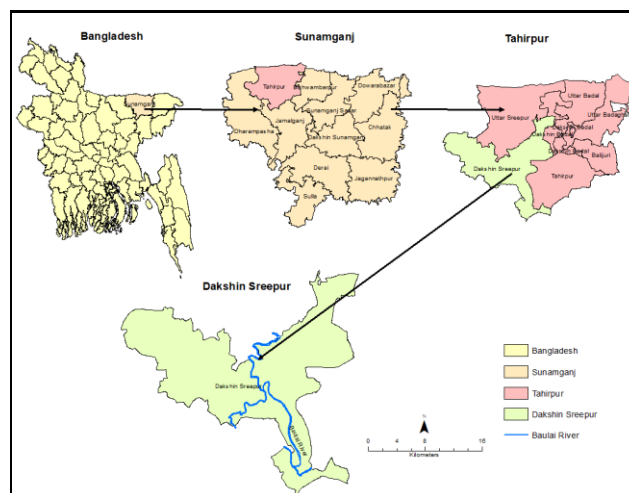 Bangladesh
Sunamganj
Tahirpur
Sunamganj
Tahirpur
Bishwambarpur
Dowarabazar
Sunamganj Sadar
Jamalganj
Dharampasha
Chhatak
Dakshin Sunamganj
Derai
Jagannathpur
Sulla
Uttar Badal
Uttar Sreepur
Dakshin Sreepur
Balijuri
Tahirpur
Dakshin Sreepur
Dakshin Sreepur
Baulai River
Bangladesh
Sunamganj
Tahirpur
Dakshin Sreepur
Baulai River
N
0 4 8 16
Kilometers